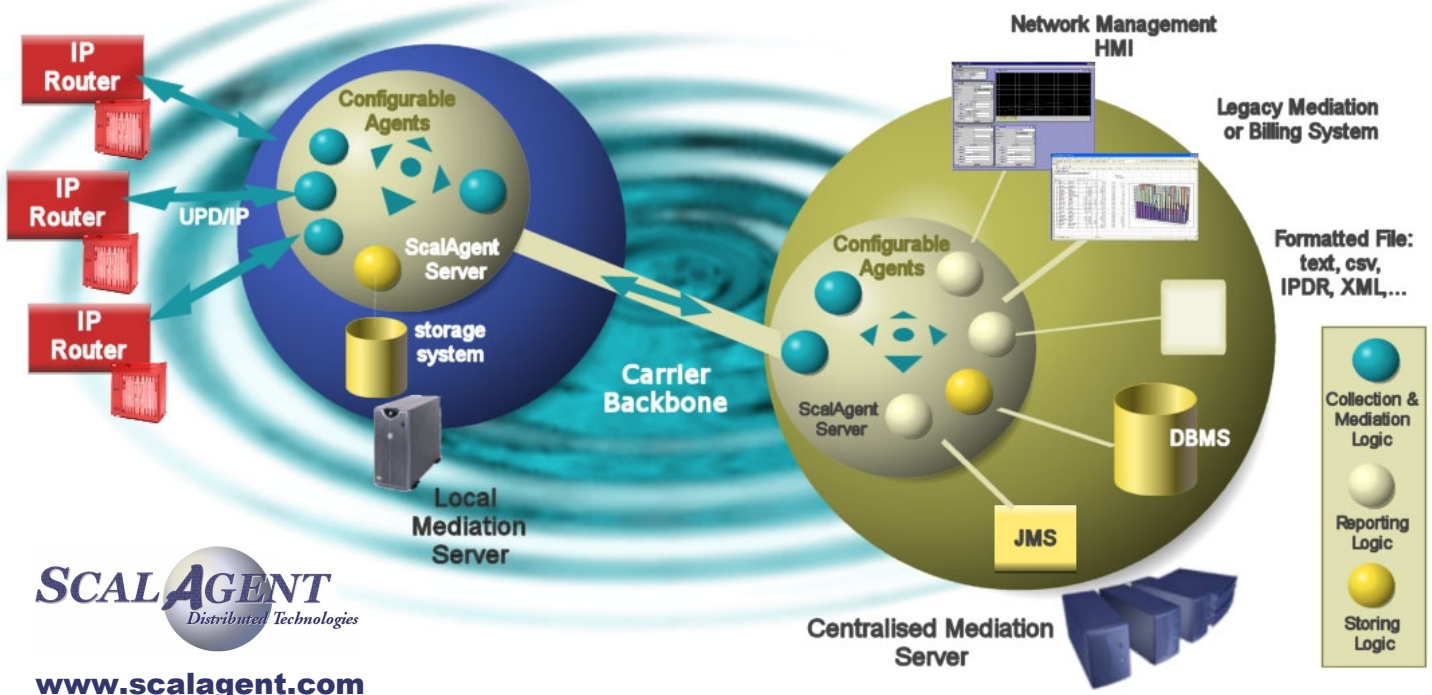 Network Management
HMI
IP
Router
Configurable
Agents
Legacy Mediation
or Billing System
IP
Router
UPD/IP
ScalAgent
Server
Configurable
Agents
Formatted File:
text, csv,
IPDR, XML,...
IP
Router
storage
system
Carrier
Backbone
ScalAgent
Server
DBMS
Collection &
Mediation
Logic
Local
Mediation
Server
JMS
Reporting
Logic
SCALAGENT
Distributed Technologies
Centralised Mediation
Server
Storing
Logic
www.scalagent.com